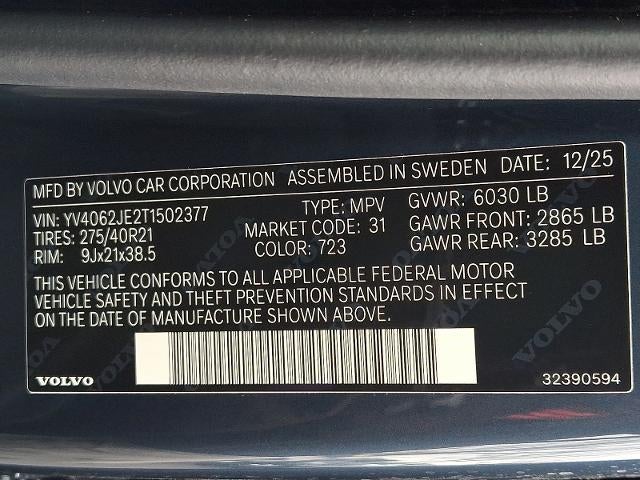 MFD BY VOLVO CAR CORPORATION ASSEMBLED IN SWEDEN DATE: 12/25
VIN: YV4062JE2T1502377 TYPE: MPV GVWR: 6030 LB
TIRES: 275/40R21 MARKET CODE: 31 GAWR FRONT: 2865 LB
RIM: 9Jx21x38.5 COLOR: 723 GAWR REAR: 3285 LB
THIS VEHICLE CONFORMS TO ALL APPLICABLE FEDERAL MOTOR
VEHICLE SAFETY AND THEFT PREVENTION STANDARDS IN EFFECT
ON THE DATE OF MANUFACTURE SHOWN ABOVE.
VOLVO 32390594